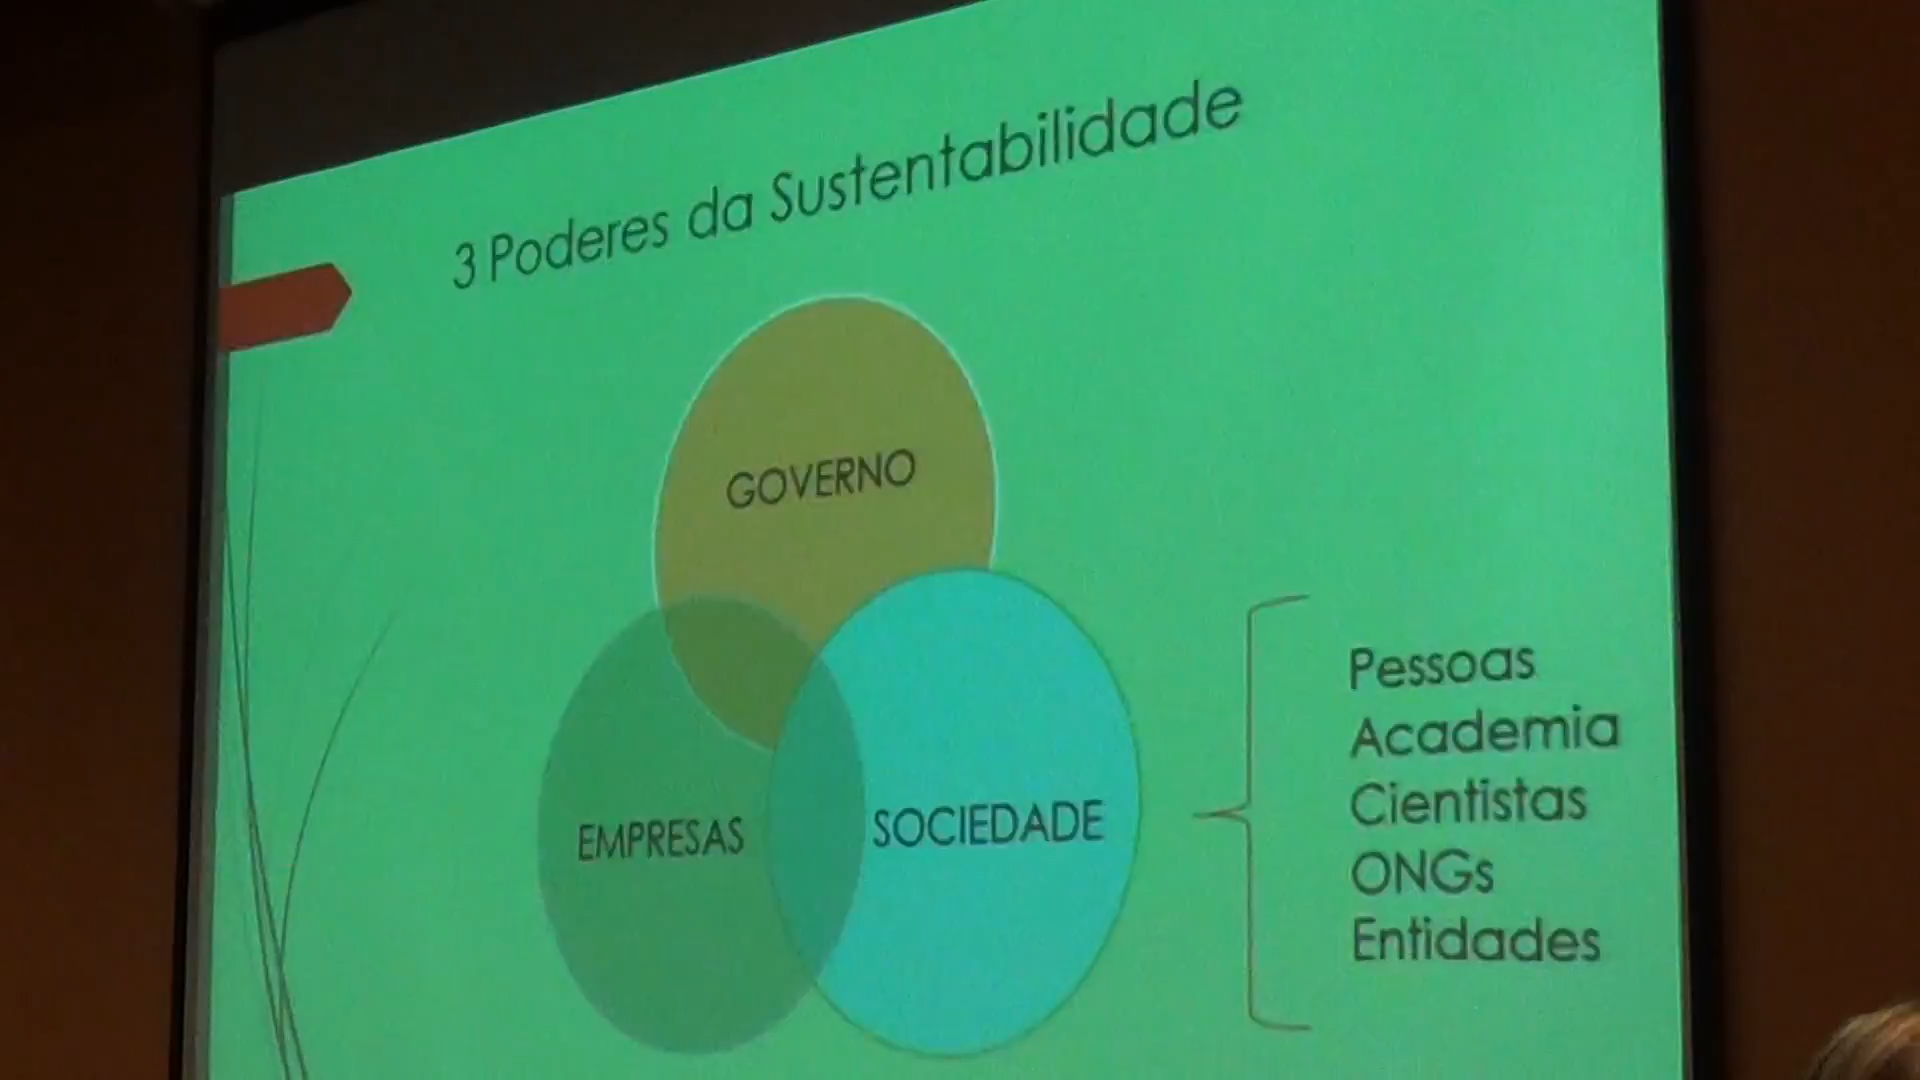 3 Poderes da Sustentabilidade
GOVERNO
EMPRESAS
SOCIEDADE
Pessoas
Academia
Cientistas
ONGs
Entidades